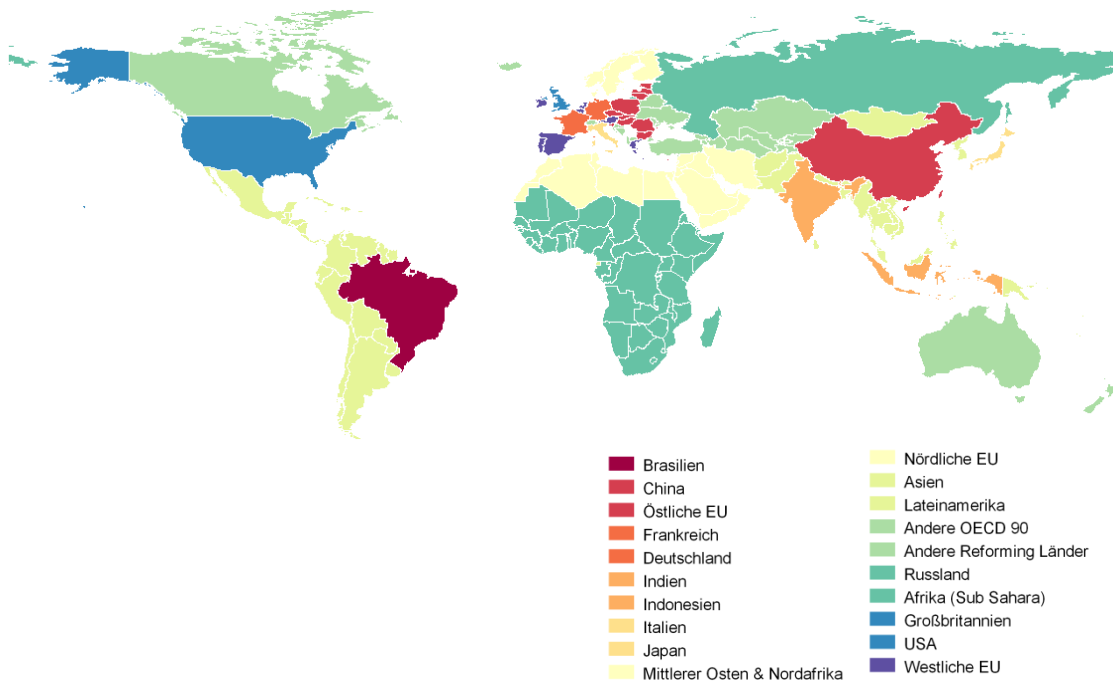 Brasilien
China
Östliche EU
Frankreich
Deutschland
Indien
Indonesien
Italien
Japan
Mittlerer Osten & Nordafrika
Nördliche EU
Asien
Lateinamerika
Andere OECD 90
Andere Reforming Länder
Russland
Afrika (Sub Sahara)
Großbritannien
USA
Westliche EU